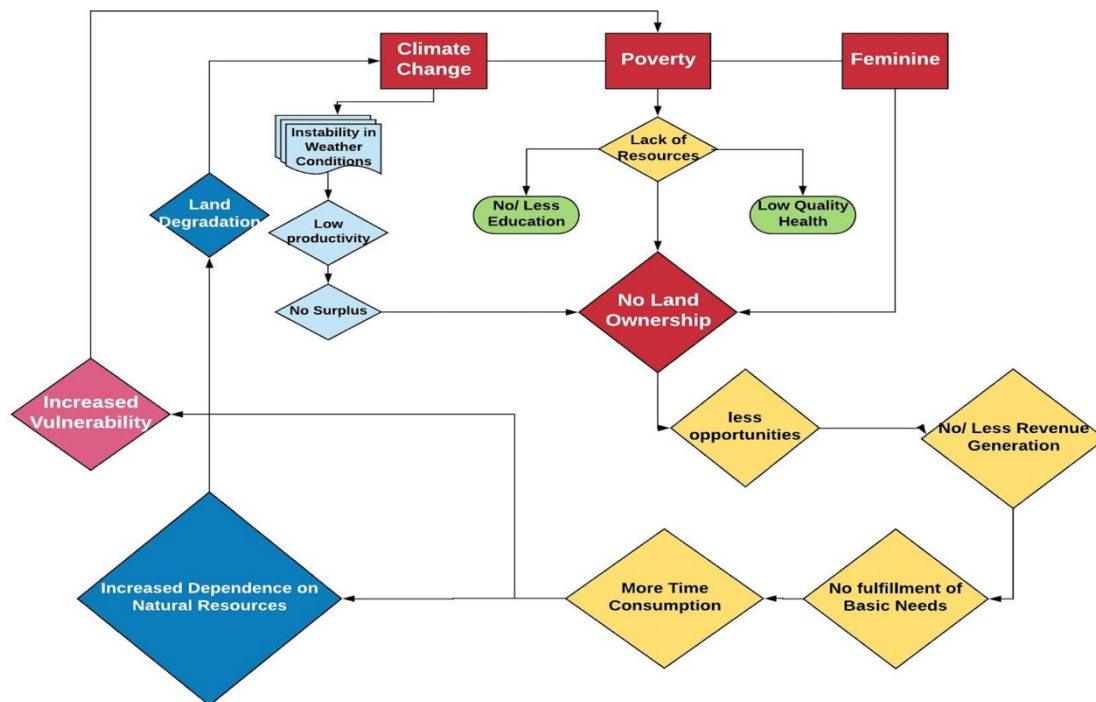 Climate
Change
Poverty
Feminine
Instability in
Weather
Conditions
Lack of
Resources
Land
Degradation
No/ Less
Education
Low Quality
Health
Low
productivity
No Surplus
No Land
Ownership
Increased
Vulnerability
less
opportunities
No/ Less Revenue
Generation
Increased Dependence on
Natural Resources
More Time
Consumption
No fulfillment of
Basic Needs